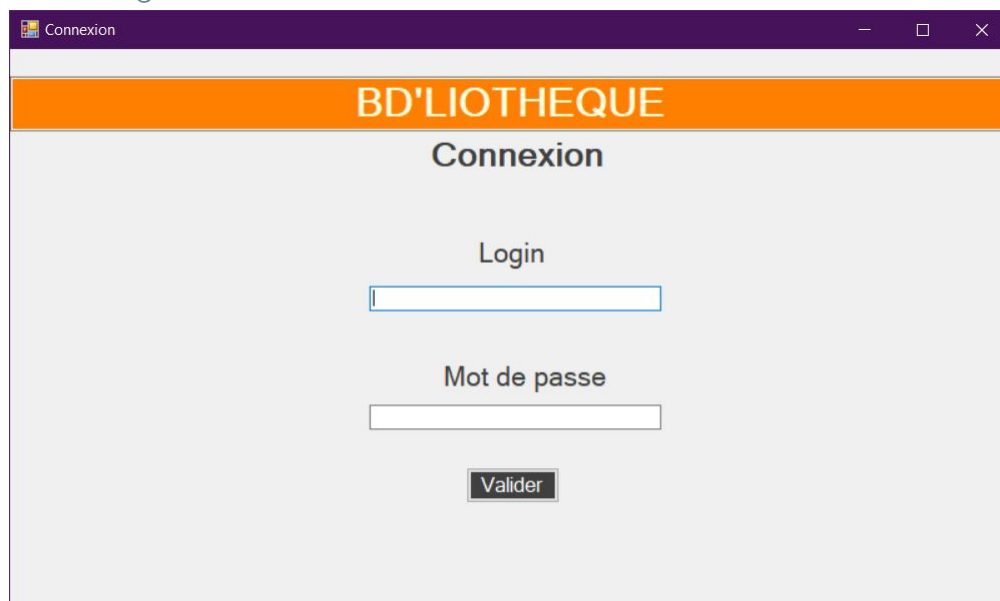 Connexion
BD'LIOTHEQUE
Connexion
Login
Mot de passe
Valider